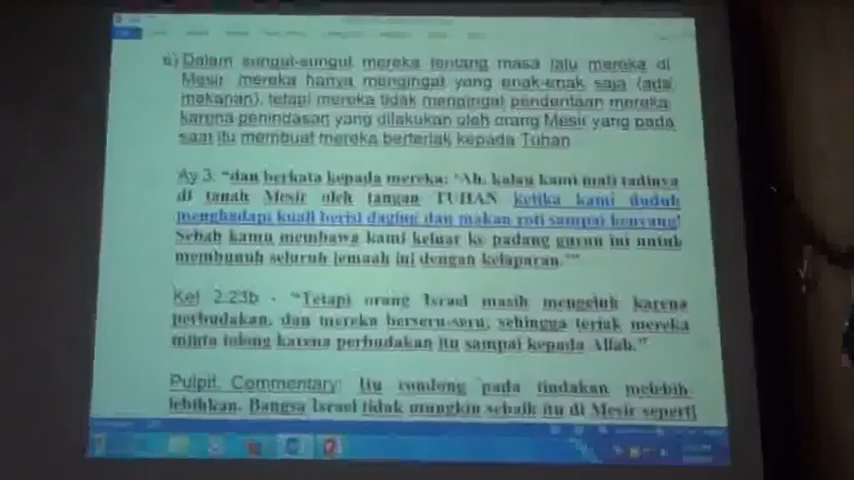 e) Dalam sungut-sungut mereka tentang masa lalu mereka di
Mesir mereka hanya mengingat yang enak-enak saja (ada
makanan), tetapi mereka tidak mengingat penderitaan mereka
karena penindasan yang dilakukan oleh orang Mesir yang pada
saat itu membuat mereka berteriak kepada Tuhan
Ay 3: "dan berkata kepada mereka: 'Ah, kalau kami mati tadinya
di tanah Mesir oleh tangan TUHAN ketika kami duduk
menghadapi kuali berisi daging dan makan roti sampai kenyang!
Sebab kamu membawa kami keluar ke padang gurun ini untuk
membunuh seluruh jemaah ini dengan kelaparan.'"
Kel 2:23b - "Tetapi orang Israel masih mengeluh karena
perbudakan, dan mereka berseru-seru, sehingga teriak mereka
minta tolong karena perbudakan itu sampai kepada Allah."
Pulpit Commentary: Itu condong pada tindakan melebih-
lebihkan. Bangsa Israel tidak mungkin sebaik itu di Mesir seperti